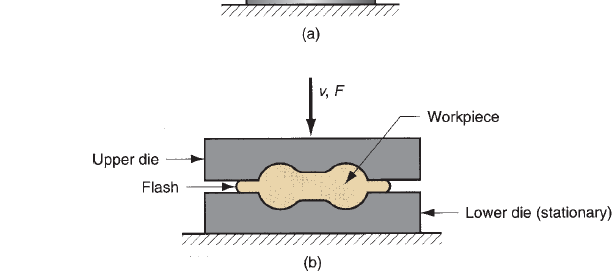 (a)
v, F
Workpiece
Upper die
Flash
Lower die (stationary)
(b)